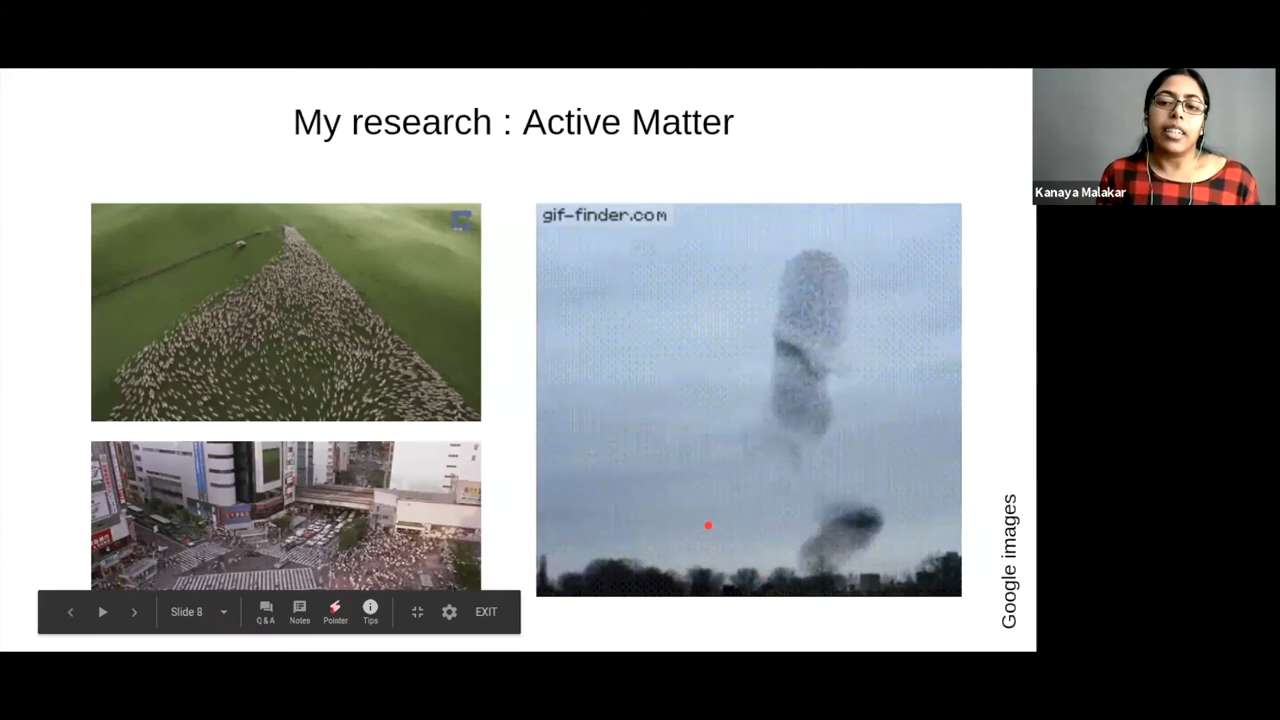 My research : Active Matter
Kanaya Malakar
gif-finder.com
Google images
Slide 8
Q & A
Notes
Pointer
Tips
EXIT